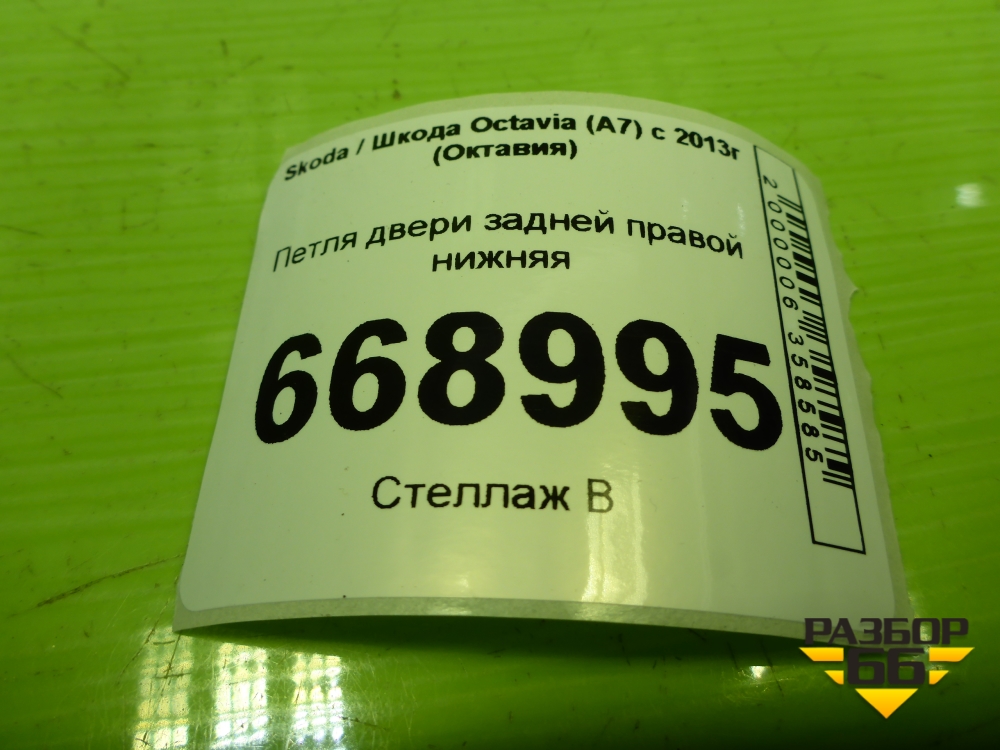 Skoda / Шкода Octavia (A7) с 2013г
(Октавия)
Петля двери задней правой
нижняя
668995
Стеллаж В
2000006358585
РАЗБОР
66